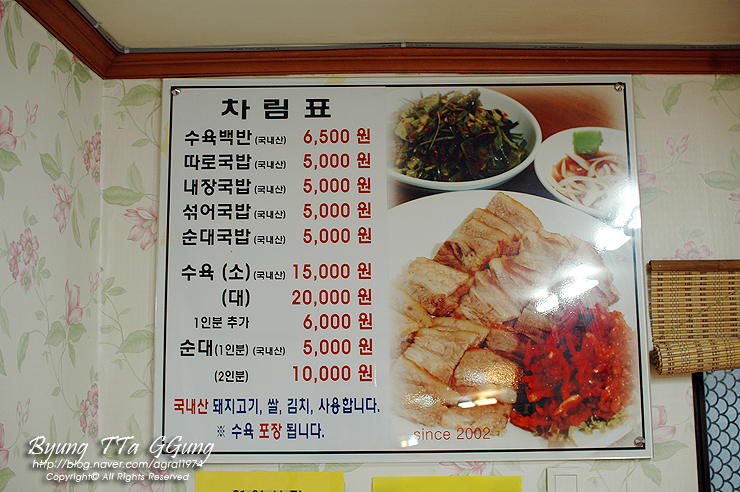 차림표
수육백반(국내산) 6,500 원
따로국밥(국내산) 5,000 원
내장국밥(국내산) 5,000 원
섞어국밥(국내산) 5,000 원
순대국밥(국내산) 5,000 원
수육 (소)(국내산) 15,000 원
(대) 20,000 원
1인분 추가 6,000 원
순대(1인분)(국내산) 5,000 원
(2인분) 10,000 원
국내산 돼지고기, 쌀, 김치, 사용합니다.
※ 수육 포장 됩니다.
since 2002
Byung TTa GGung
http://blog.naver.com/agral1974
Copyright© All Rights Reserved